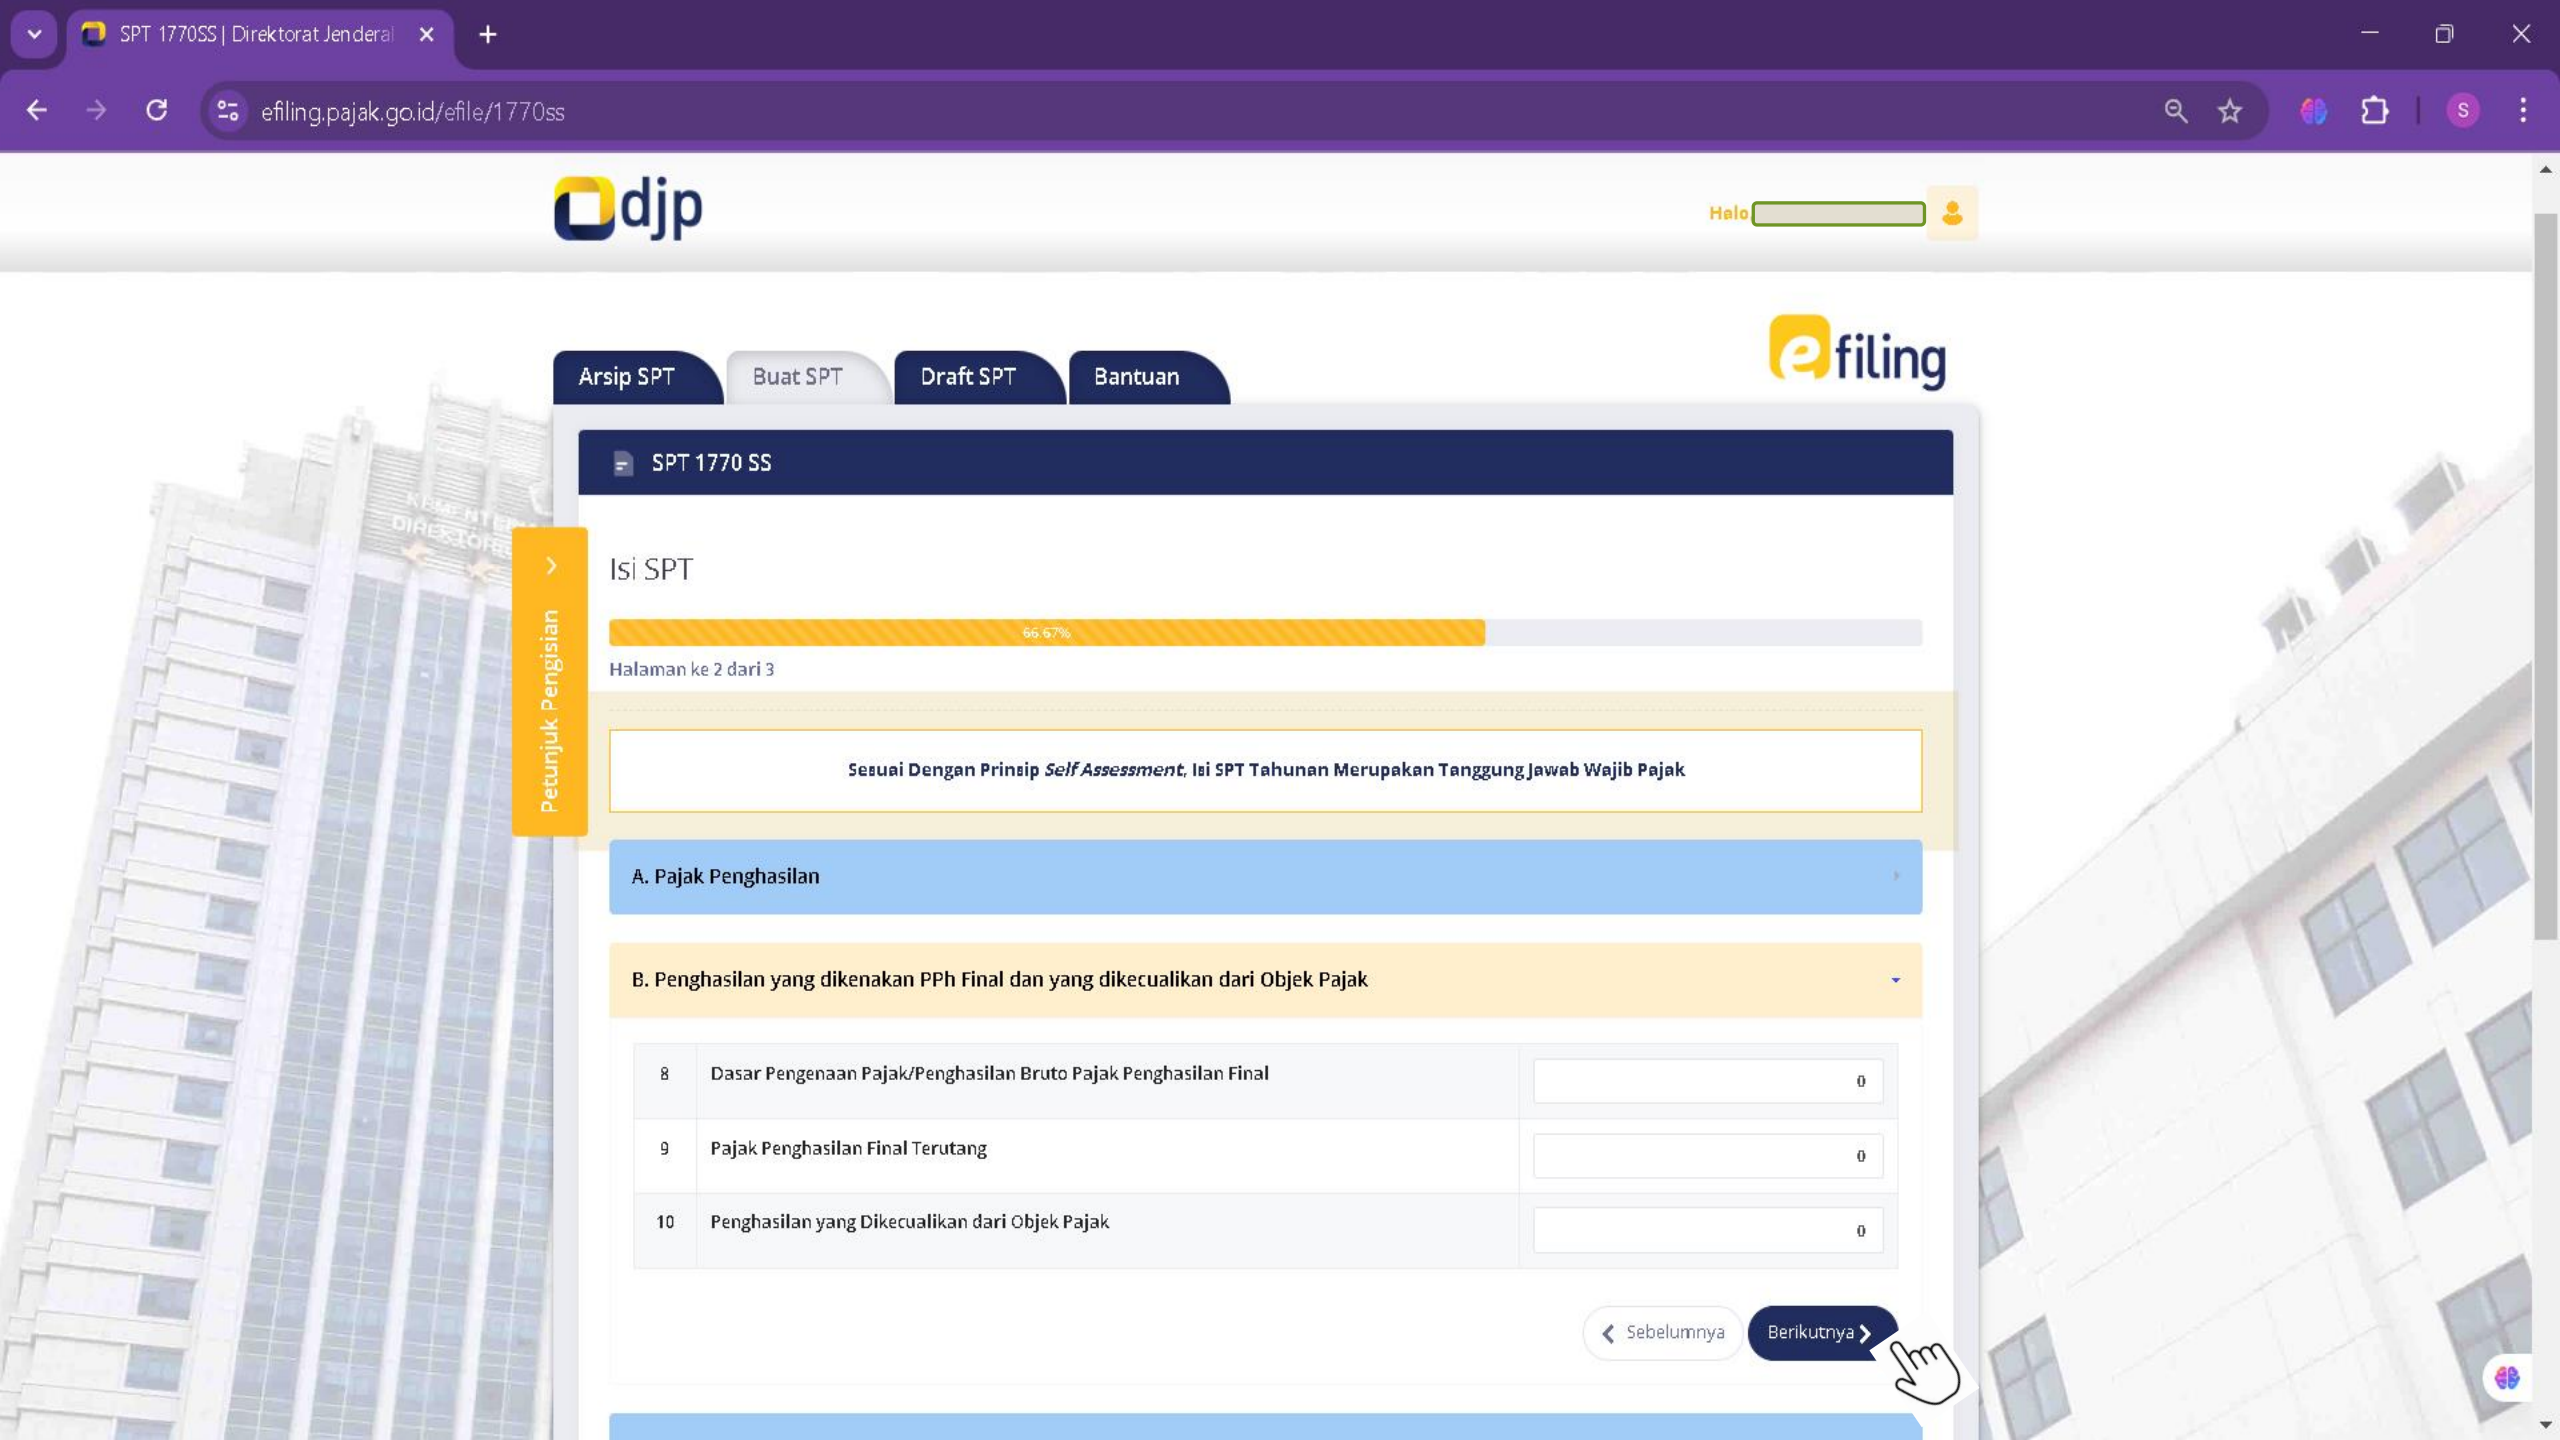 SPT 1770SS | Direktorat Jendera
efiling.pajak.go.id/efile/1770ss
S
djp
Halo
efiling
Arsip SPT
Buat SPT
Draft SPT
Bantuan
SPT 1770 SS
Petunjuk Pengisian
Isi SPT
66.67%
Halaman ke 2 dari 3
Sesuai Dengan Prinsip Self Assessment, Isi SPT Tahunan Merupakan Tanggung Jawab Wajib Pajak
A. Pajak Penghasilan
B. Penghasilan yang dikenakan PPh Final dan yang dikecualikan dari Objek Pajak
8 Dasar Pengenaan Pajak/Penghasilan Bruto Pajak Penghasilan Final 0
9 Pajak Penghasilan Final Terutang 0
10 Penghasilan yang Dikecualikan dari Objek Pajak 0
Sebelumnya
Berikutnya